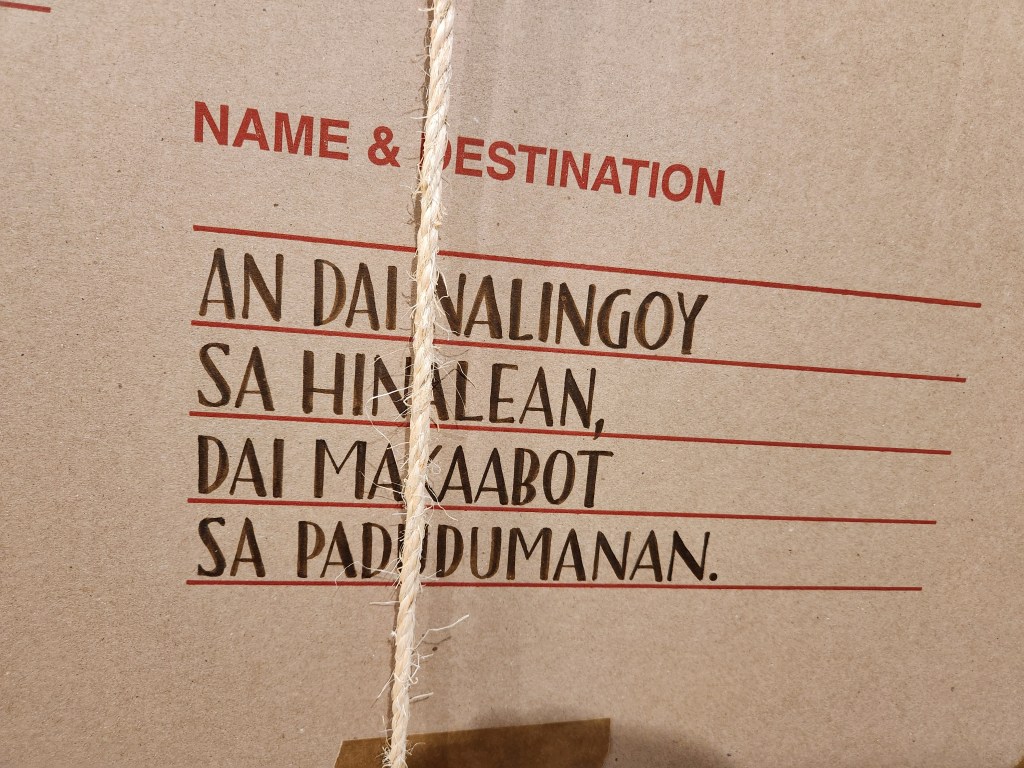 NAME & DESTINATION
AN DAI NALINGOY
SA HINALEAN,
DAI MAKAABOT
SA PADUDUMANAN.